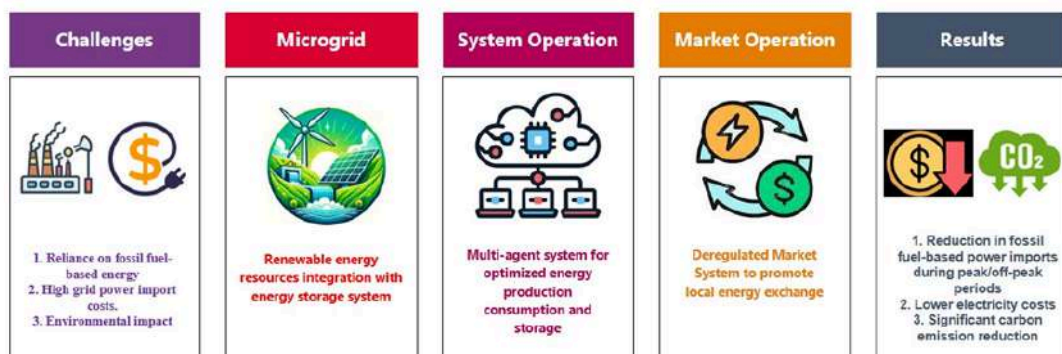 Challenges
Microgrid
System Operation
Market Operation
Results
$
1. Reliance on fossil fuel-
based energy
2. High grid power import
costs.
3. Environmental impact
Renewable energy
resources integration with
energy storage system
Multi-agent system for
optimized energy
production
consumption and
storage
$
Deregulated Market
System to promote
local energy exchange
$
CO₂
1. Reduction in fossil
fuel-based power imports
during peak/off-peak
periods
2. Lower electricity costs
3. Significant carbon
emission reduction